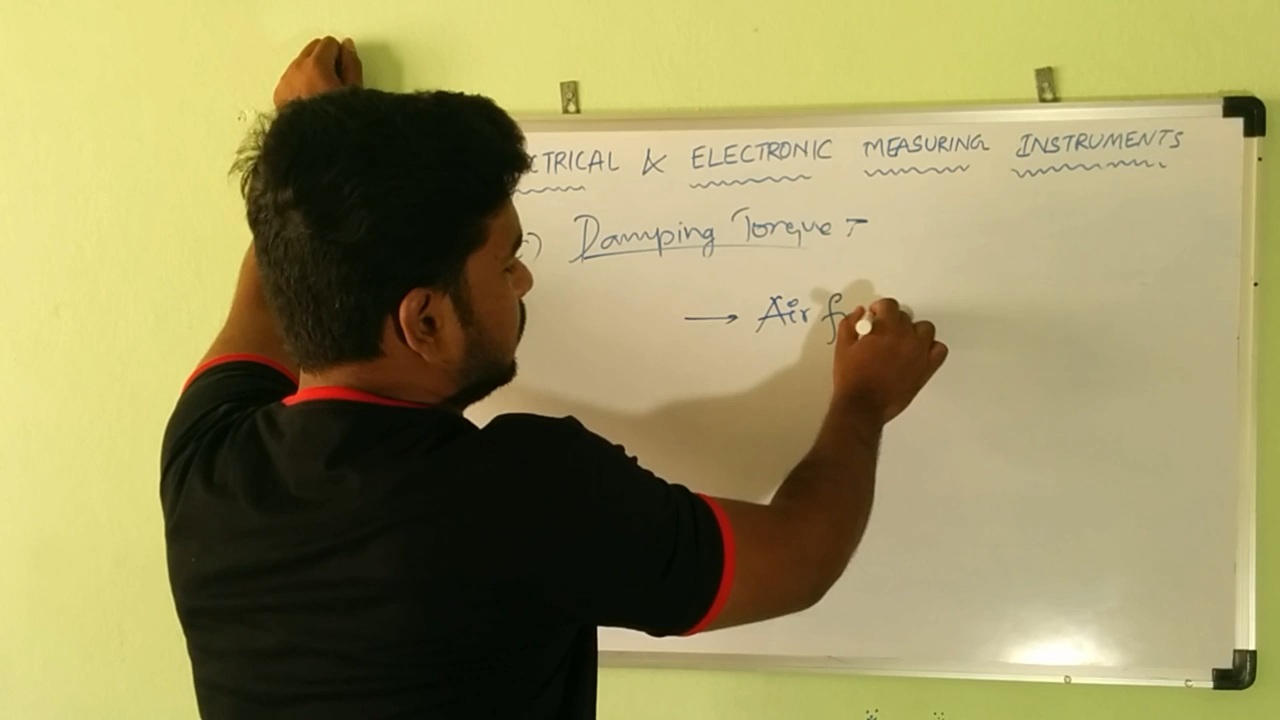 CTRICAL & ELECTRONIC MEASURING INSTRUMENTS
) Damping Torque :-
→ Air f